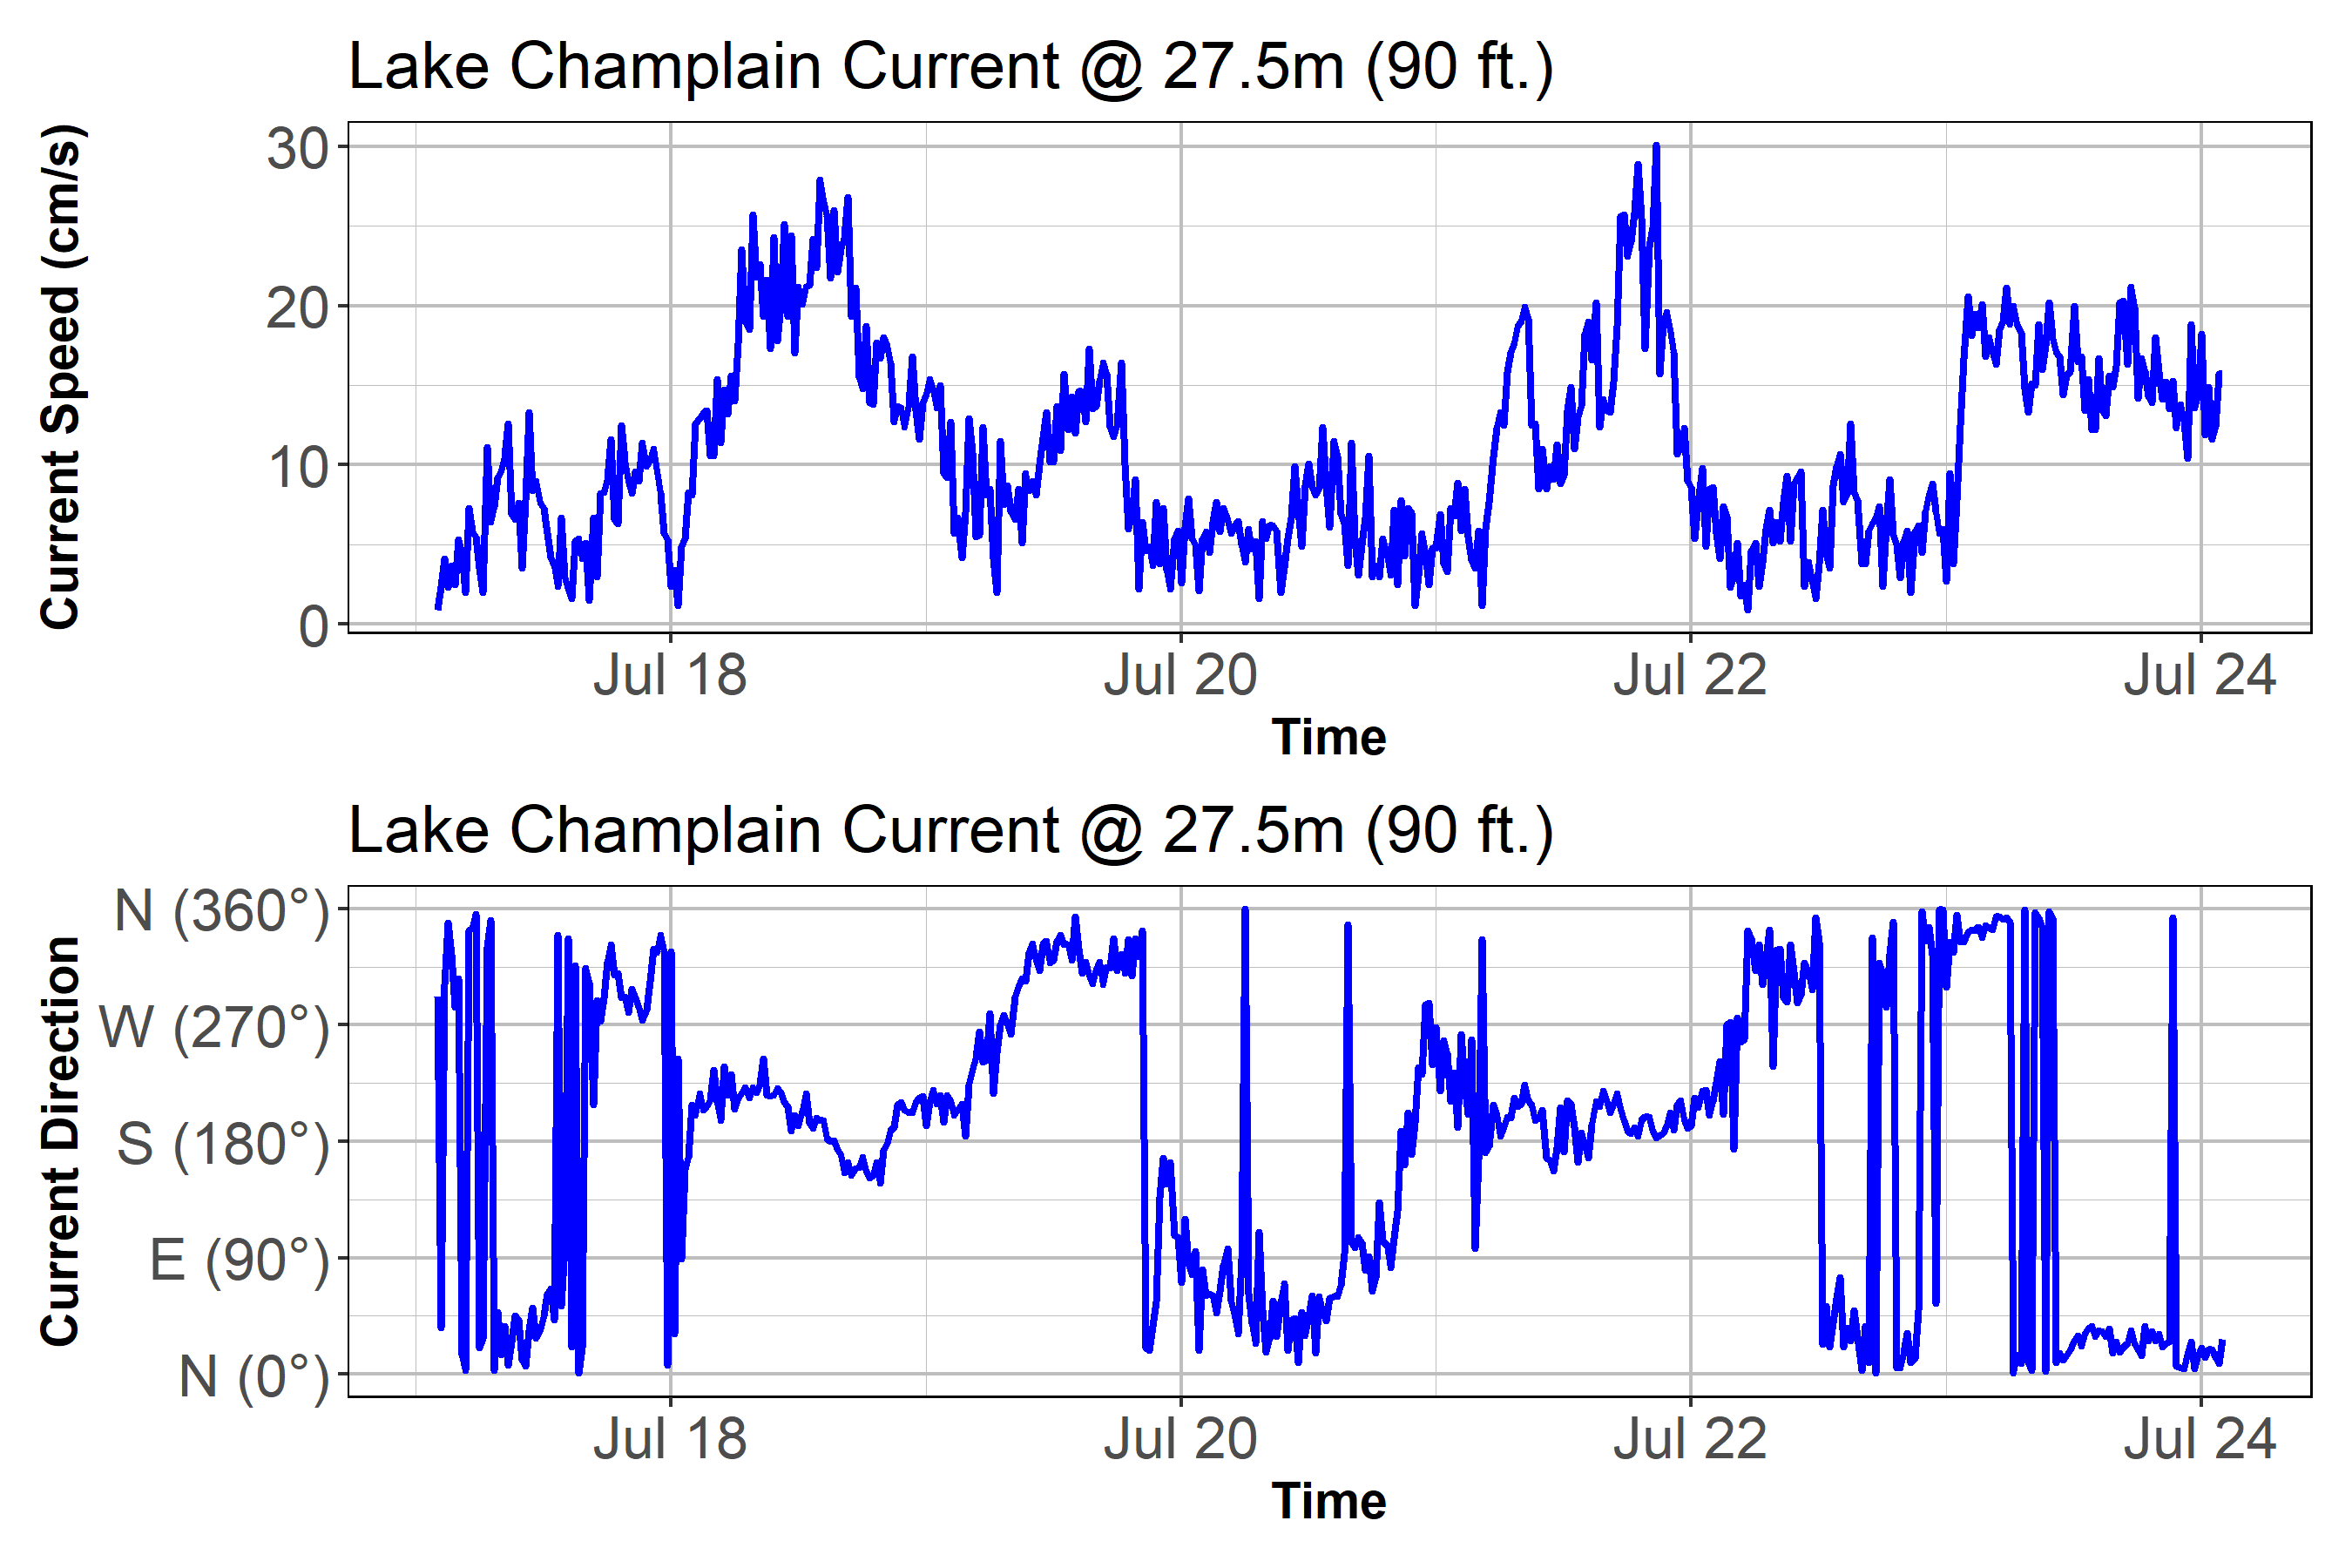 Lake Champlain Current @ 27.5m (90 ft.)
Current Speed (cm/s)
30
20
10
0
Jul 18 Jul 20 Jul 22 Jul 24
Time
Lake Champlain Current @ 27.5m (90 ft.)
Current Direction
N (360°)
W (270°)
S (180°)
E (90°)
N (0°)
Jul 18 Jul 20 Jul 22 Jul 24
Time